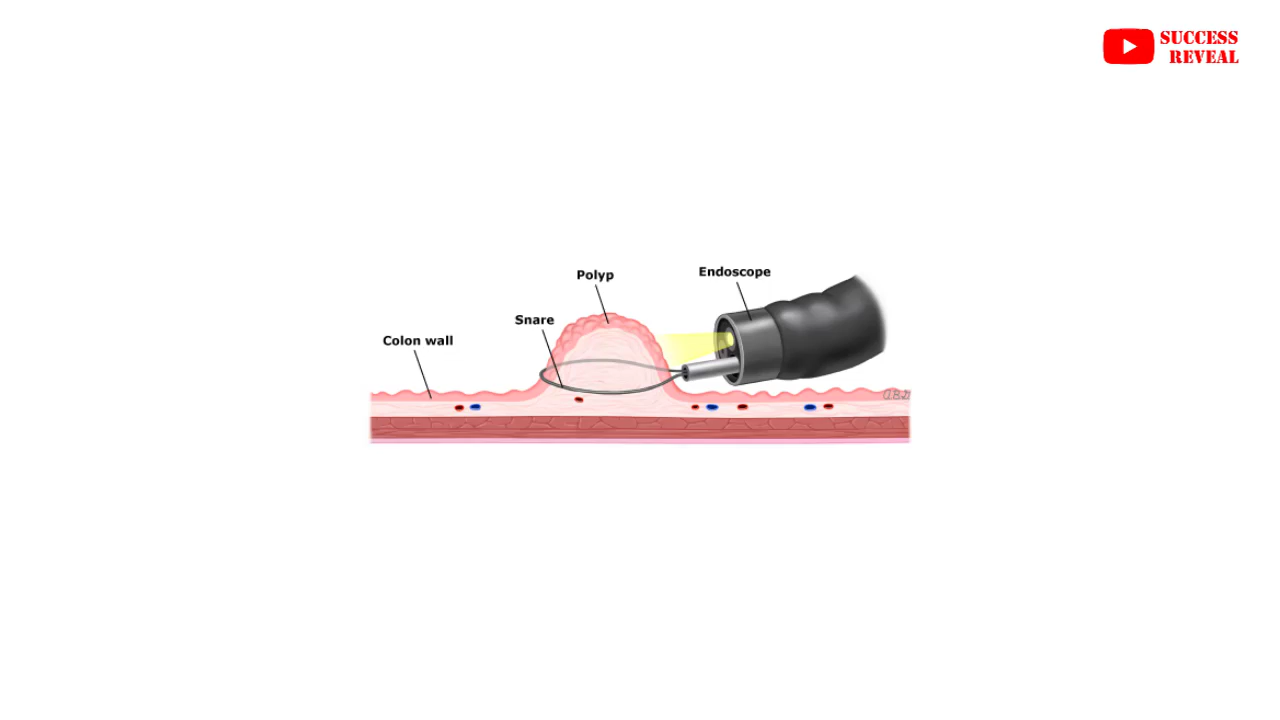 SUCCESS
REVEAL
Polyp
Endoscope
Snare
Colon wall